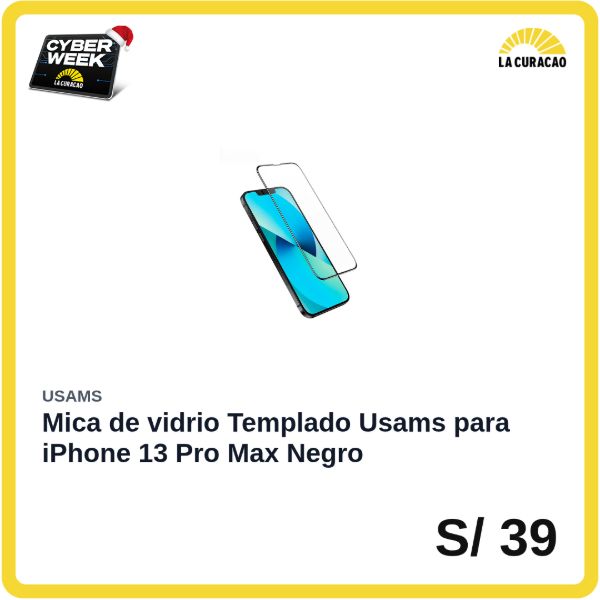 CYBER
WEEK
LA CURACAO
LA CURACAO
USAMS
Mica de vidrio Templado Usams para
iPhone 13 Pro Max Negro
S/ 39